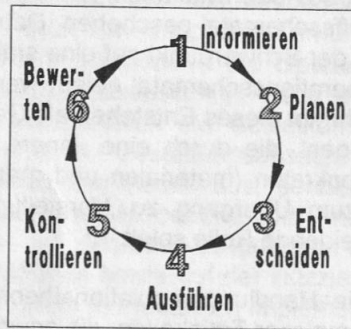 1 Informieren
Bewer-
ten 6
2 Planen
Kon-
trollieren 5
3 Ent-
scheiden
4
Ausführen